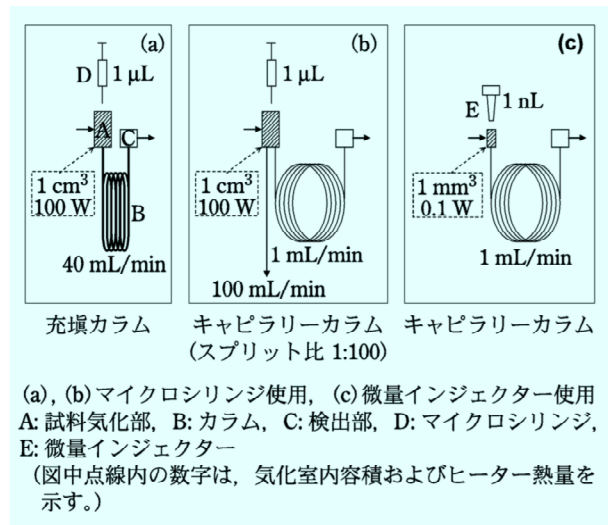 (a)
D
1 μL
A
C
1 cm³
100 W
B
40 mL/min
充塡カラム
(b)
1 μL
1 cm³
100 W
1 mL/min
100 mL/min
キャピラリーカラム
(スプリット比 1:100)
(c)
E
1 nL
1 mm³
0.1 W
1 mL/min
キャピラリーカラム
(a), (b)マイクロシリンジ使用, (c)微量インジェクター使用
A: 試料気化部, B: カラム, C: 検出部, D: マイクロシリンジ,
E: 微量インジェクター
(図中点線内の数字は, 気化室内容積およびヒーター熱量を
示す。)